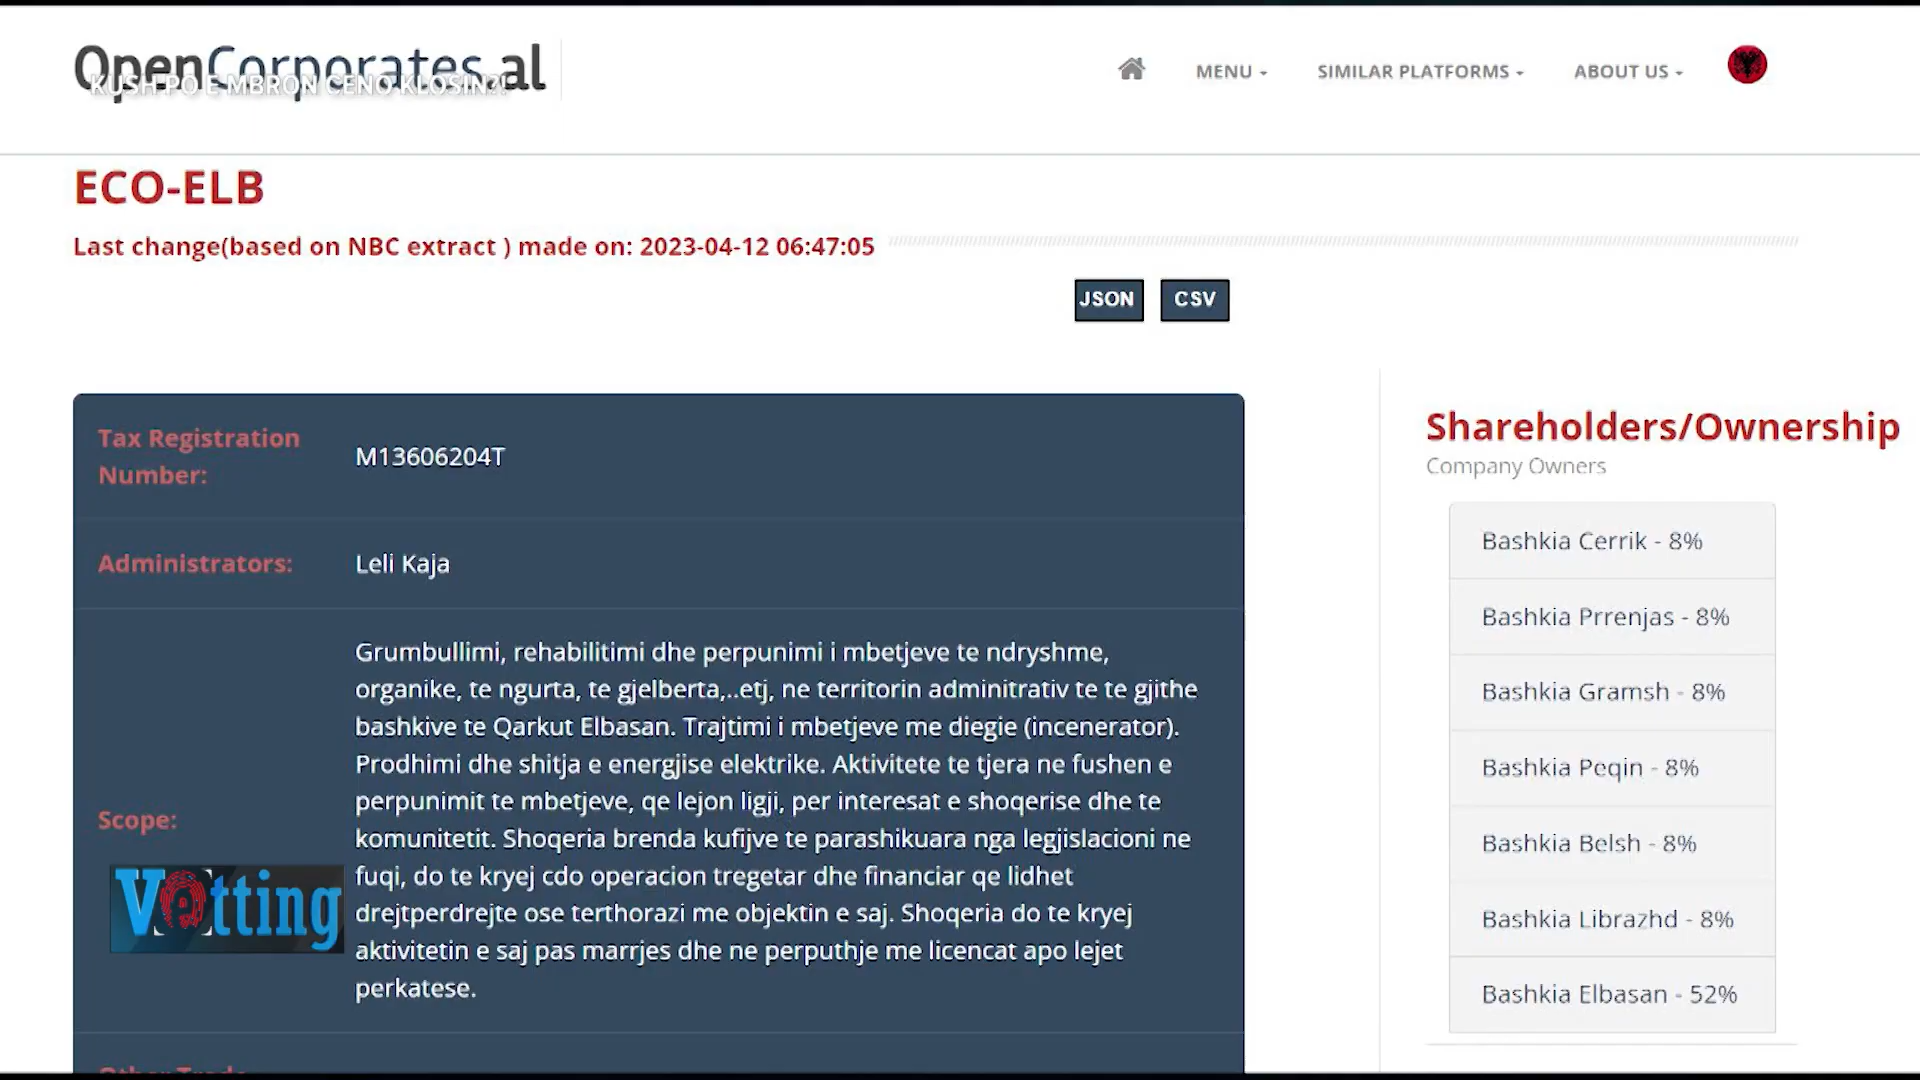 OpenCorporates.al
KUSH PO E MBRON CENO KLOSIN?!
MENU
SIMILAR PLATFORMS
ABOUT US
ECO-ELB
Last change(based on NBC extract ) made on: 2023-04-12 06:47:05
JSON
CSV
Tax Registration
Number:
M13606204T
Administrators:
Leli Kaja
Scope:
Grumbullimi, rehabilitimi dhe perpunimi i mbetjeve te ndryshme,
organike, te ngurta, te gjelberta,..etj, ne territorin adminitrativ te te gjithe
bashkive te Qarkut Elbasan. Trajtimi i mbetjeve me diegie (incenerator).
Prodhimi dhe shitja e energjise elektrike. Aktivitete te tjera ne fushen e
perpunimit te mbetjeve, qe lejon ligji, per interesat e shoqerise dhe te
komunitetit. Shoqeria brenda kufijve te parashikuara nga legjislacioni ne
fuqi, do te kryej cdo operacion tregetar dhe financiar qe lidhet
drejtperdrejte ose terthorazi me objektin e saj. Shoqeria do te kryej
aktivitetin e saj pas marrjes dhe ne perputhje me licencat apo lejet
perkatese.
Vetting
Other Trade
Shareholders/Ownership
Company Owners
Bashkia Cerrik - 8%
Bashkia Prrenjas - 8%
Bashkia Gramsh - 8%
Bashkia Peqin - 8%
Bashkia Belsh - 8%
Bashkia Librazhd - 8%
Bashkia Elbasan - 52%